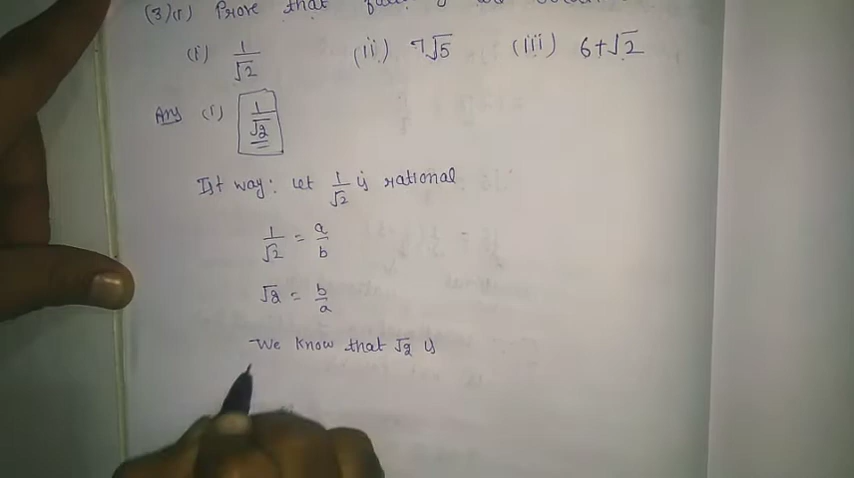 (3)(i) Prove that
(i) 1/√2 (ii) 7√5 (iii) 6+√2
Ans (i) 1/√2
Ist way: Let 1/√2 is rational
1/√2 = a/b
√2 = b/a
We know that √2 is